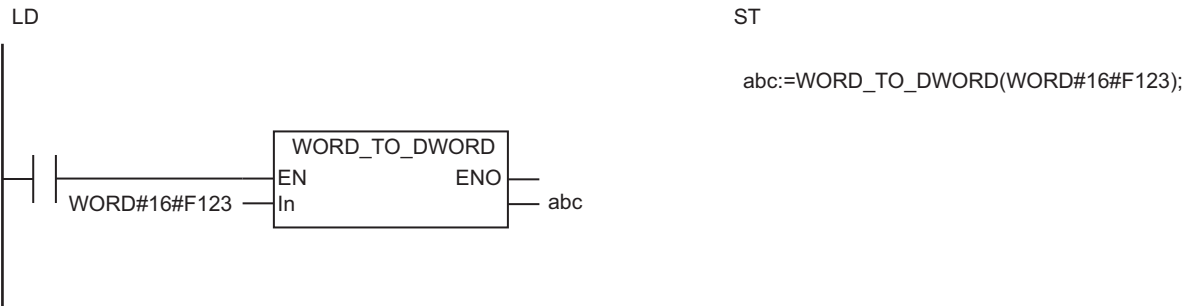 LD
ST
abc:=WORD_TO_DWORD(WORD#16#F123);
WORD_TO_DWORD
EN ENO
WORD#16#F123 In abc